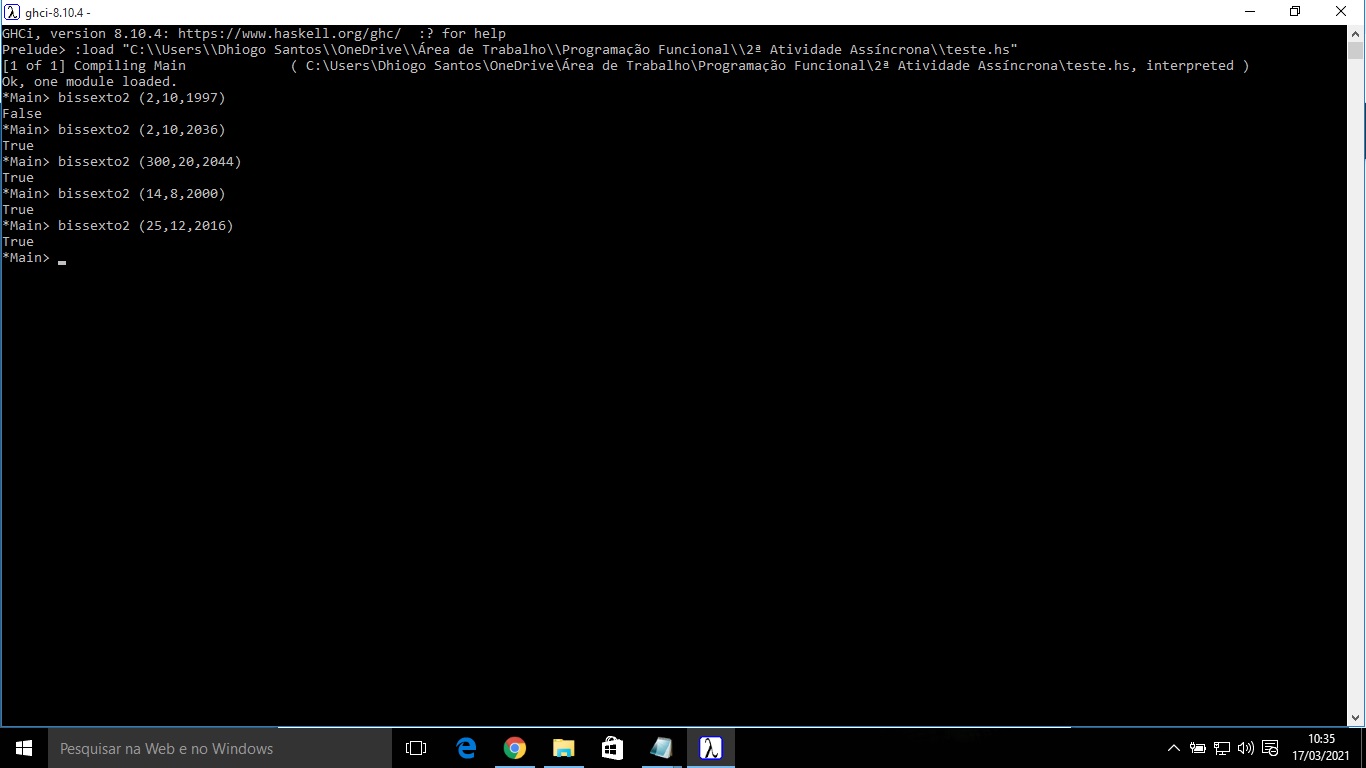 ghci-8.10.4 -
GHCi, version 8.10.4: https://www.haskell.org/ghc/  :? for help
Prelude> :load "C:\\Users\\Dhiogo Santos\\OneDrive\\Área de Trabalho\\Programação Funcional\\2ª Atividade Assíncrona\\teste.hs"
[1 of 1] Compiling Main             ( C:\Users\Dhiogo Santos\OneDrive\Área de Trabalho\Programação Funcional\2ª Atividade Assíncrona\teste.hs, interpreted )
Ok, one module loaded.
*Main> bissexto2 (2,10,1997)
False
*Main> bissexto2 (2,10,2036)
True
*Main> bissexto2 (300,20,2044)
True
*Main> bissexto2 (14,8,2000)
True
*Main> bissexto2 (25,12,2016)
True
*Main>
Pesquisar na Web e no Windows
10:35
17/03/2021